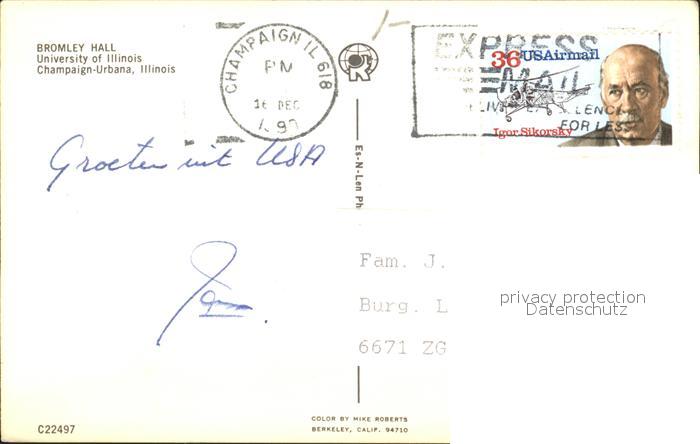 BROMLEY HALL
University of Illinois
Champaign-Urbana, Illinois
CHAMPAIGN IL 618
PM
16 DEC
EXPRESS
MAIL
FOR LESS
36 USAirmail
Igor Sikorsky
Groeten uit USA
Es-N-Len Ph
Fam. J.
Burg. L
6671 ZG
privacy protection
Datenschutz
C22497
COLOR BY MIKE ROBERTS
BERKELEY, CALIF. 94710